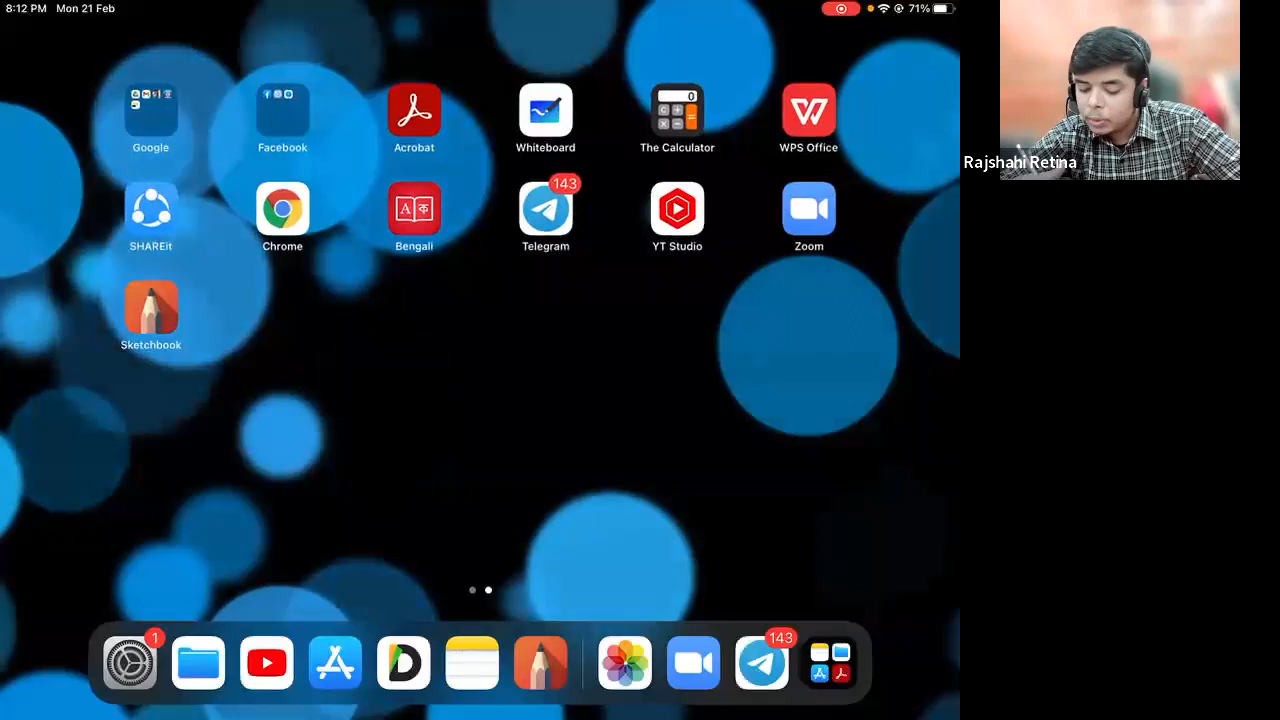 8:12 PM Mon 21 Feb 71%
Google Facebook Acrobat Whiteboard The Calculator WPS Office
Rajshahi Retina
143
SHAREit Chrome Bengali Telegram YT Studio Zoom
Sketchbook
1 143